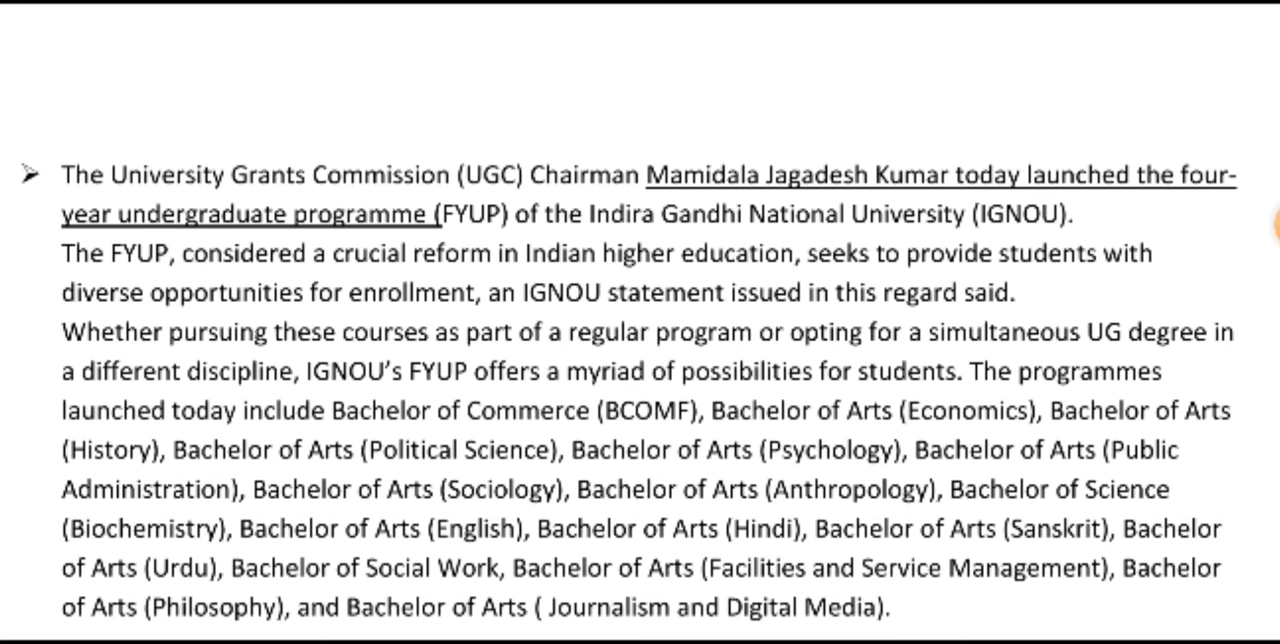 ➢ The University Grants Commission (UGC) Chairman Mamidala Jagadesh Kumar today launched the four-
year undergraduate programme (FYUP) of the Indira Gandhi National University (IGNOU).
The FYUP, considered a crucial reform in Indian higher education, seeks to provide students with
diverse opportunities for enrollment, an IGNOU statement issued in this regard said.
Whether pursuing these courses as part of a regular program or opting for a simultaneous UG degree in
a different discipline, IGNOU’s FYUP offers a myriad of possibilities for students. The programmes
launched today include Bachelor of Commerce (BCOMF), Bachelor of Arts (Economics), Bachelor of Arts
(History), Bachelor of Arts (Political Science), Bachelor of Arts (Psychology), Bachelor of Arts (Public
Administration), Bachelor of Arts (Sociology), Bachelor of Arts (Anthropology), Bachelor of Science
(Biochemistry), Bachelor of Arts (English), Bachelor of Arts (Hindi), Bachelor of Arts (Sanskrit), Bachelor
of Arts (Urdu), Bachelor of Social Work, Bachelor of Arts (Facilities and Service Management), Bachelor
of Arts (Philosophy), and Bachelor of Arts ( Journalism and Digital Media).